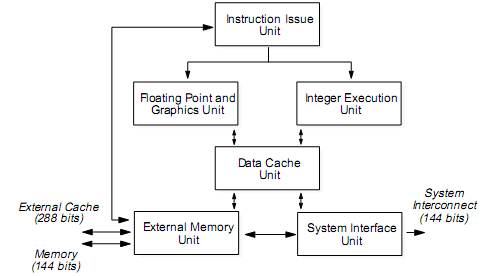 Instruction Issue
Unit
Floating Point and
Graphics Unit
Integer Execution
Unit
Data Cache
Unit
External Cache
(288 bits)
Memory
(144 bits)
External Memory
Unit
System Interface
Unit
System
Interconnect
(144 bits)